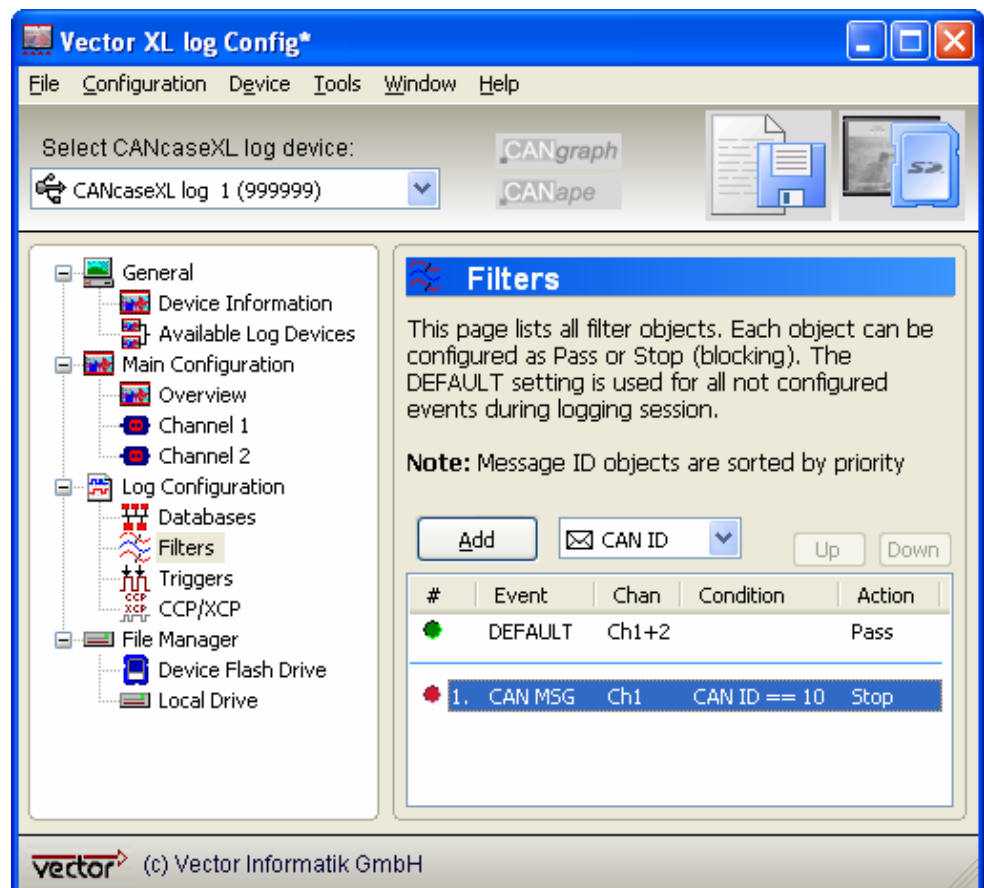 Vector XL log Config*
File Configuration Device Tools Window Help
Select CANcaseXL log device:
CANcaseXL log 1 (999999)
CANgraph
CANape
SD
General
Device Information
Available Log Devices
Main Configuration
Overview
Channel 1
Channel 2
Log Configuration
Databases
Filters
Triggers
CCP XCP CCP/XCP
File Manager
Device Flash Drive
Local Drive
Filters
This page lists all filter objects. Each object can be
configured as Pass or Stop (blocking). The
DEFAULT setting is used for all not configured
events during logging session.
Note: Message ID objects are sorted by priority
Add CAN ID Up Down
# Event Chan Condition Action
DEFAULT Ch1+2 Pass
1. CAN MSG Ch1 CAN ID == 10 Stop
vector (c) Vector Informatik GmbH